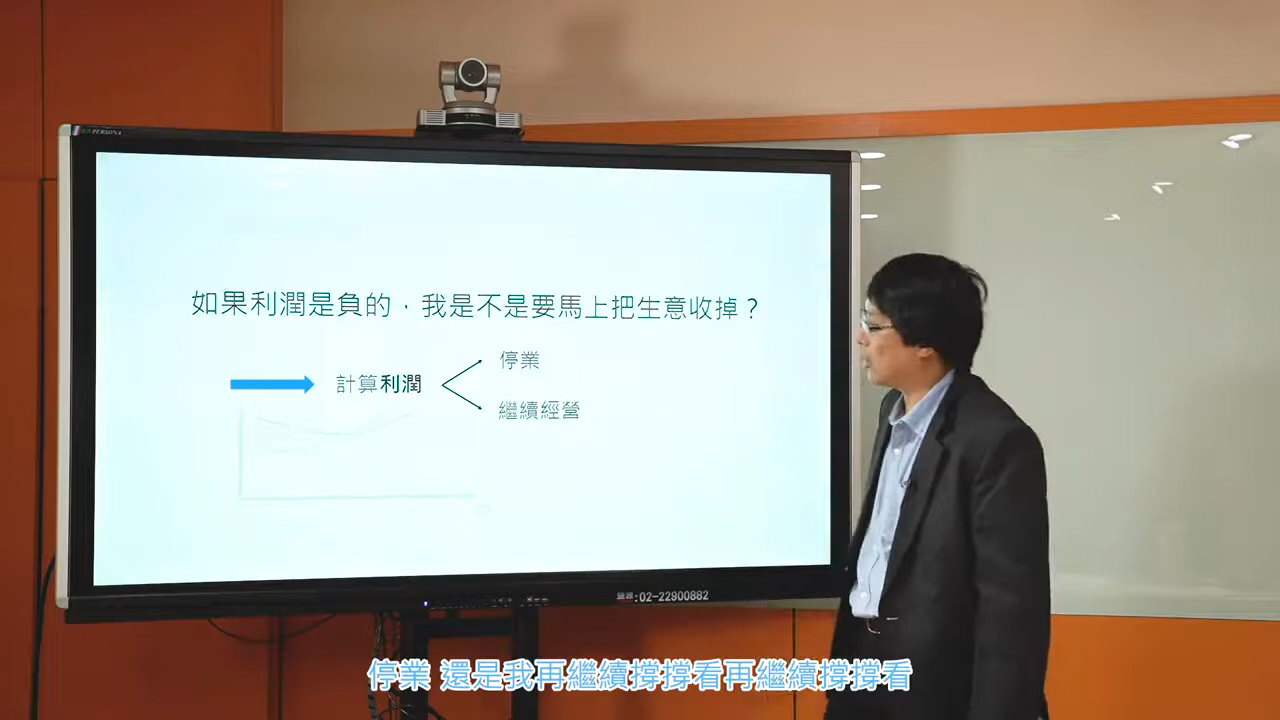 PERSONA
如果利潤是負的，我是不是要馬上把生意收掉？
計算利潤
停業
繼續經營
:02-22900882
停業 還是我再繼續撐撐看再繼續撐撐看